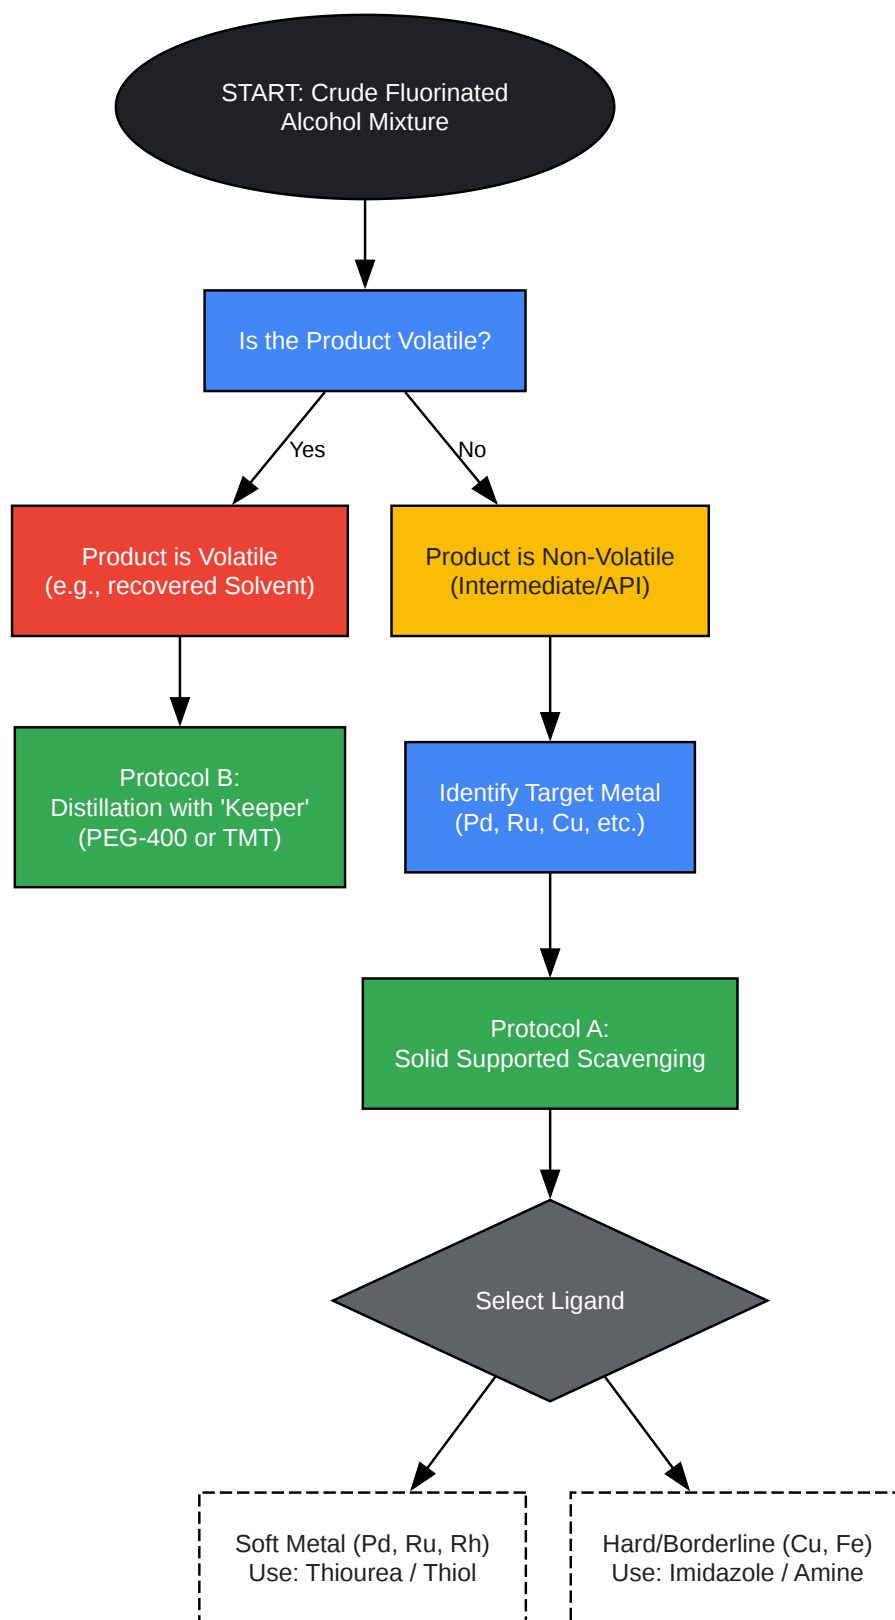 START: Crude Fluorinated
Alcohol Mixture
Is the Product Volatile?
Yes
No
Product is Volatile
(e.g., recovered Solvent)
Product is Non-Volatile
(Intermediate/API)
Protocol B:
Distillation with 'Keeper'
(PEG-400 or TMT)
Identify Target Metal
(Pd, Ru, Cu, etc.)
Protocol A:
Solid Supported Scavenging
Select Ligand
Soft Metal (Pd, Ru, Rh)
Use: Thiourea / Thiol
Hard/Borderline (Cu, Fe)
Use: Imidazole / Amine